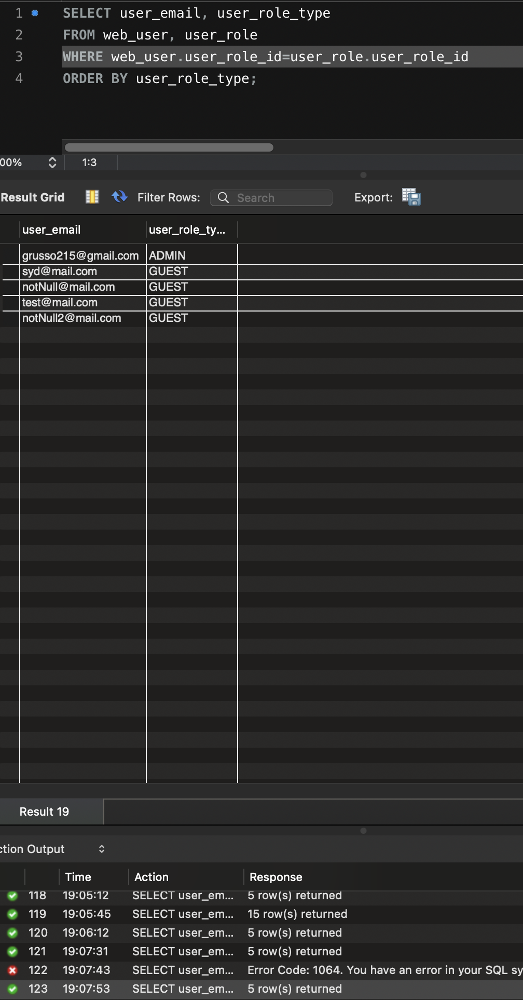 1 SELECT user_email, user_role_type
2 FROM web_user, user_role
3 WHERE web_user.user_role_id=user_role.user_role_id
4 ORDER BY user_role_type;
00% 1:3
Result Grid Filter Rows: Search Export:
user_email user_role_ty...
grusso215@gmail.com ADMIN
syd@mail.com GUEST
notNull@mail.com GUEST
test@mail.com GUEST
notNull2@mail.com GUEST
Result 19
ction Output
Time Action Response
118 19:05:12 SELECT user_em... 5 row(s) returned
119 19:05:45 SELECT user_em... 15 row(s) returned
120 19:06:12 SELECT user_em... 5 row(s) returned
121 19:07:31 SELECT user_em... 5 row(s) returned
122 19:07:43 SELECT user_em... Error Code: 1064. You have an error in your SQL sy
123 19:07:53 SELECT user_em... 5 row(s) returned